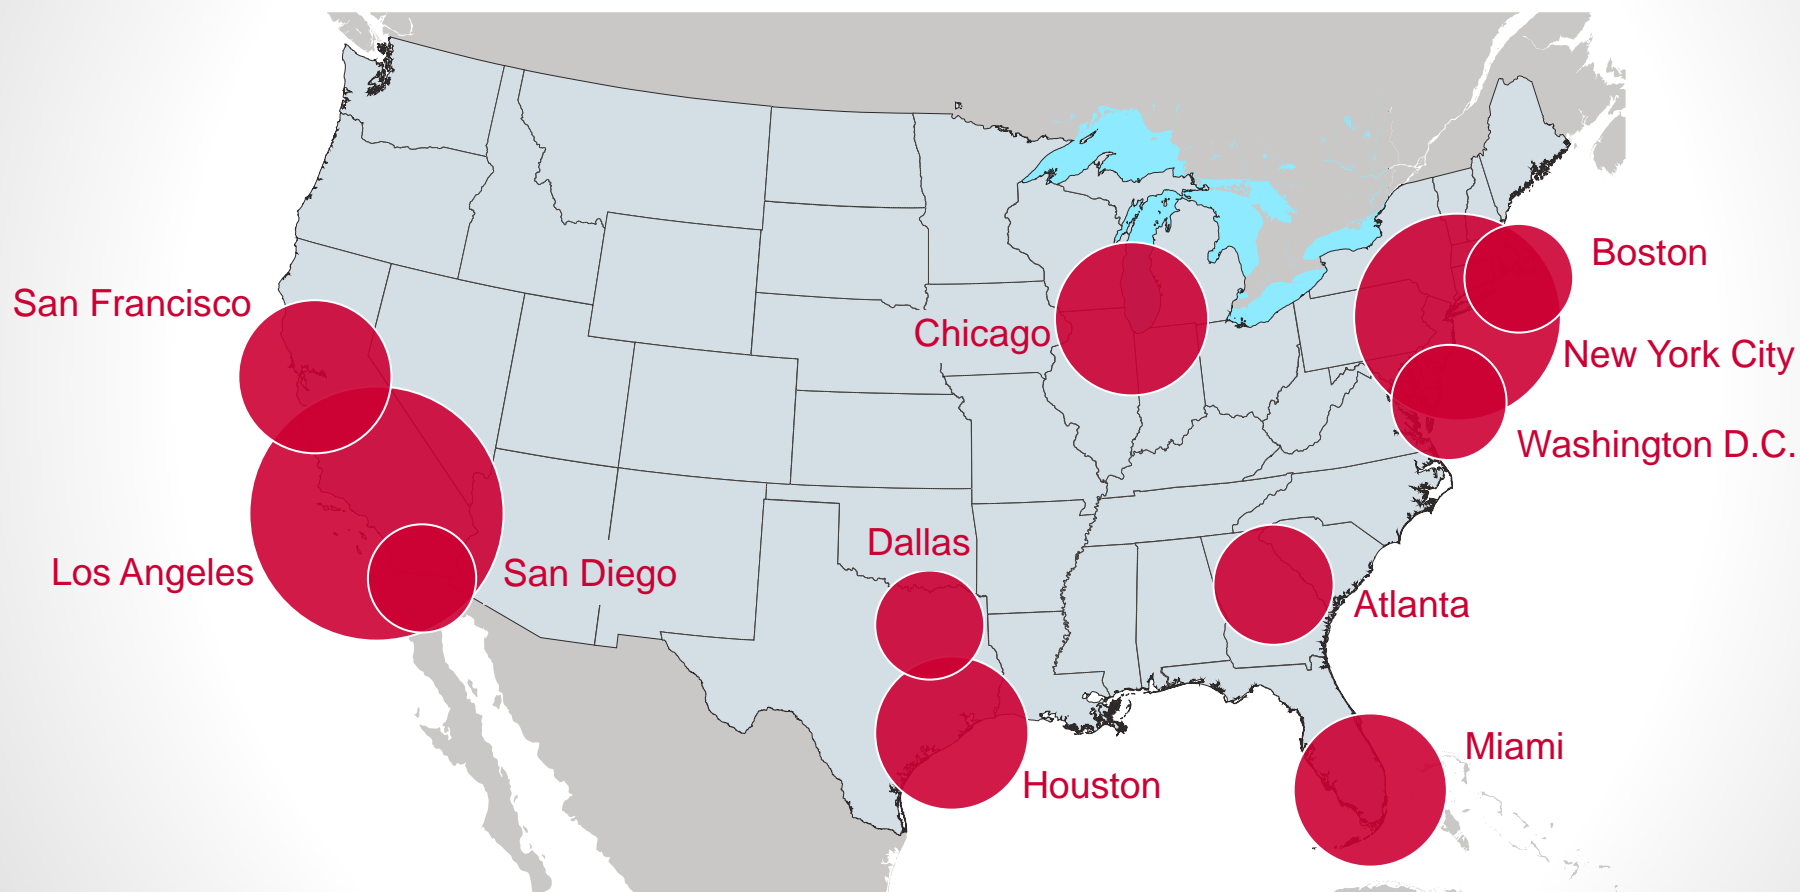 Boston
San Francisco
Chicago
New York City
Washington D.C.
Dallas
Los Angeles
San Diego
Atlanta
Miami
Houston